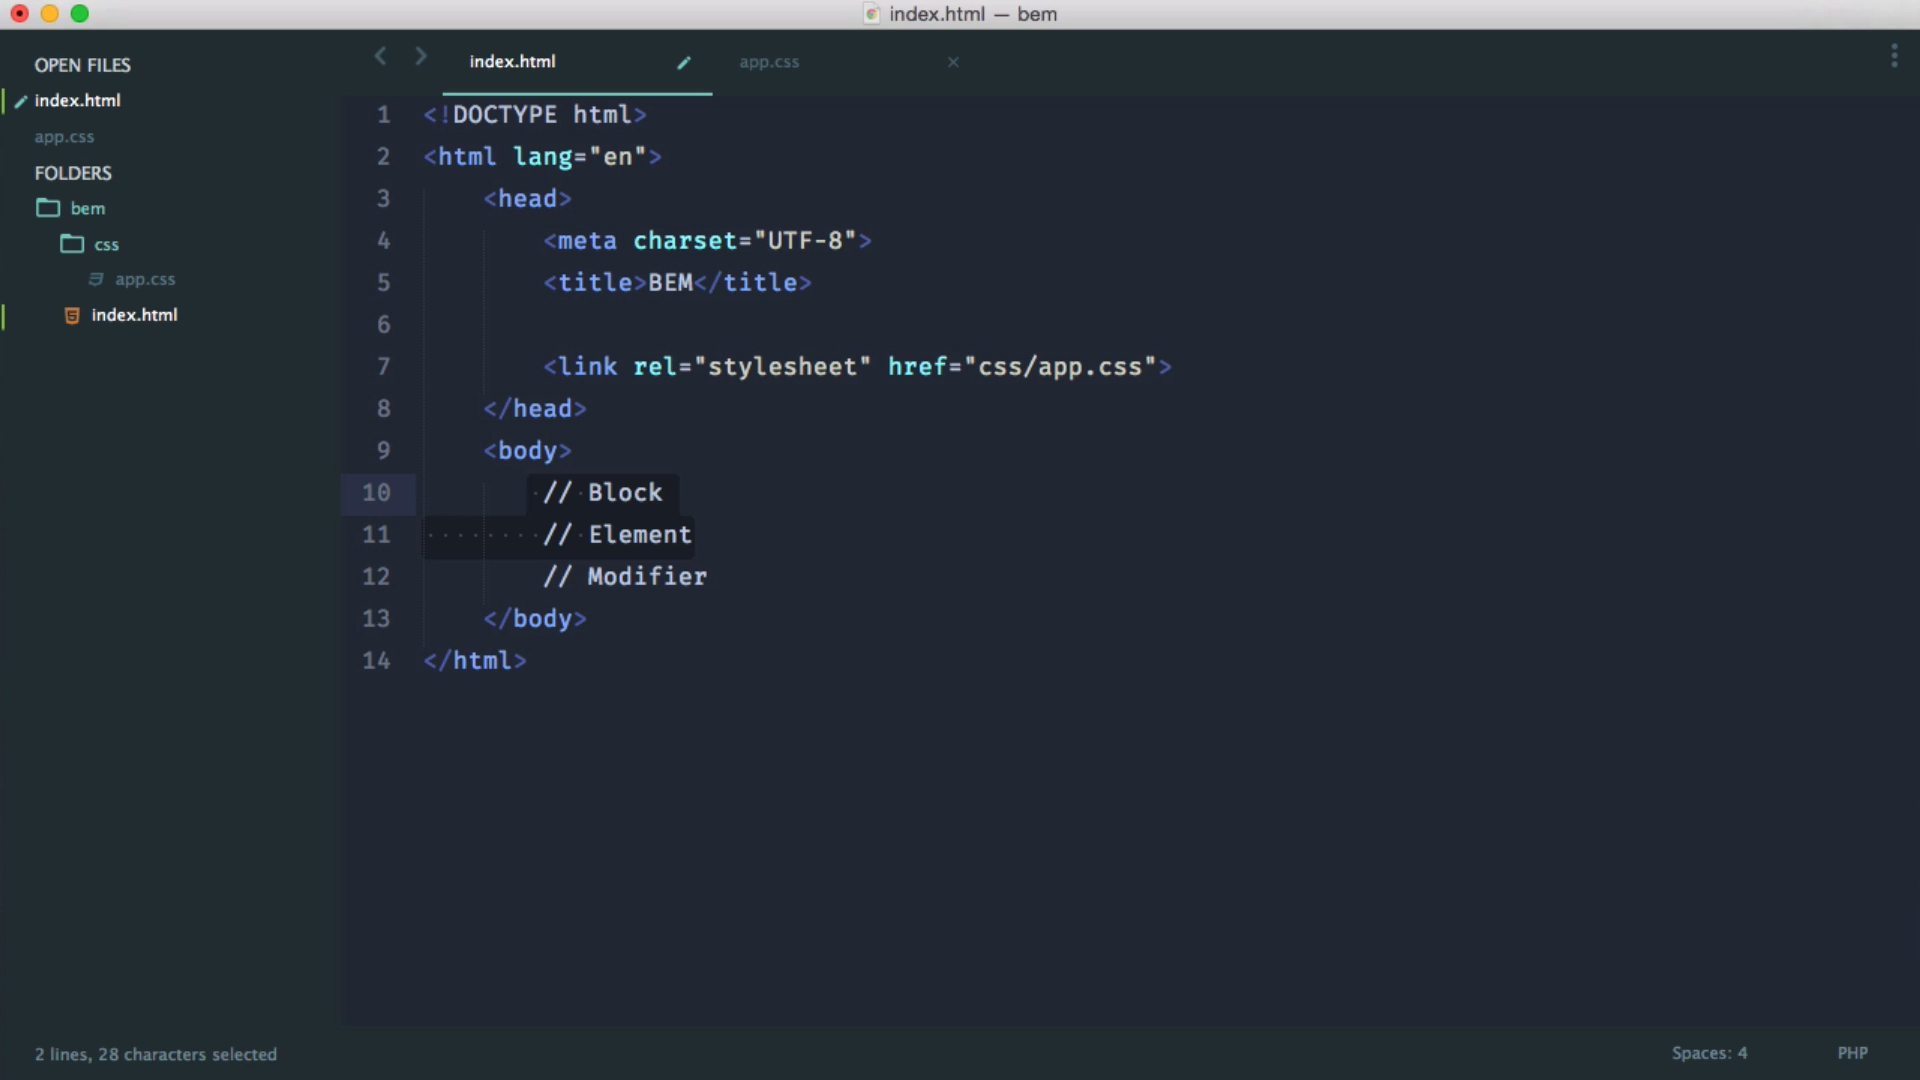 index.html — bem
OPEN FILES
index.html
app.css
FOLDERS
bem
css
app.css
index.html
index.html
app.css
1 <!DOCTYPE html>
2 <html lang="en">
3 <head>
4 <meta charset="UTF-8">
5 <title>BEM</title>
6
7 <link rel="stylesheet" href="css/app.css">
8 </head>
9 <body>
10 // Block
11 // Element
12 // Modifier
13 </body>
14 </html>
2 lines, 28 characters selected
Spaces: 4
PHP